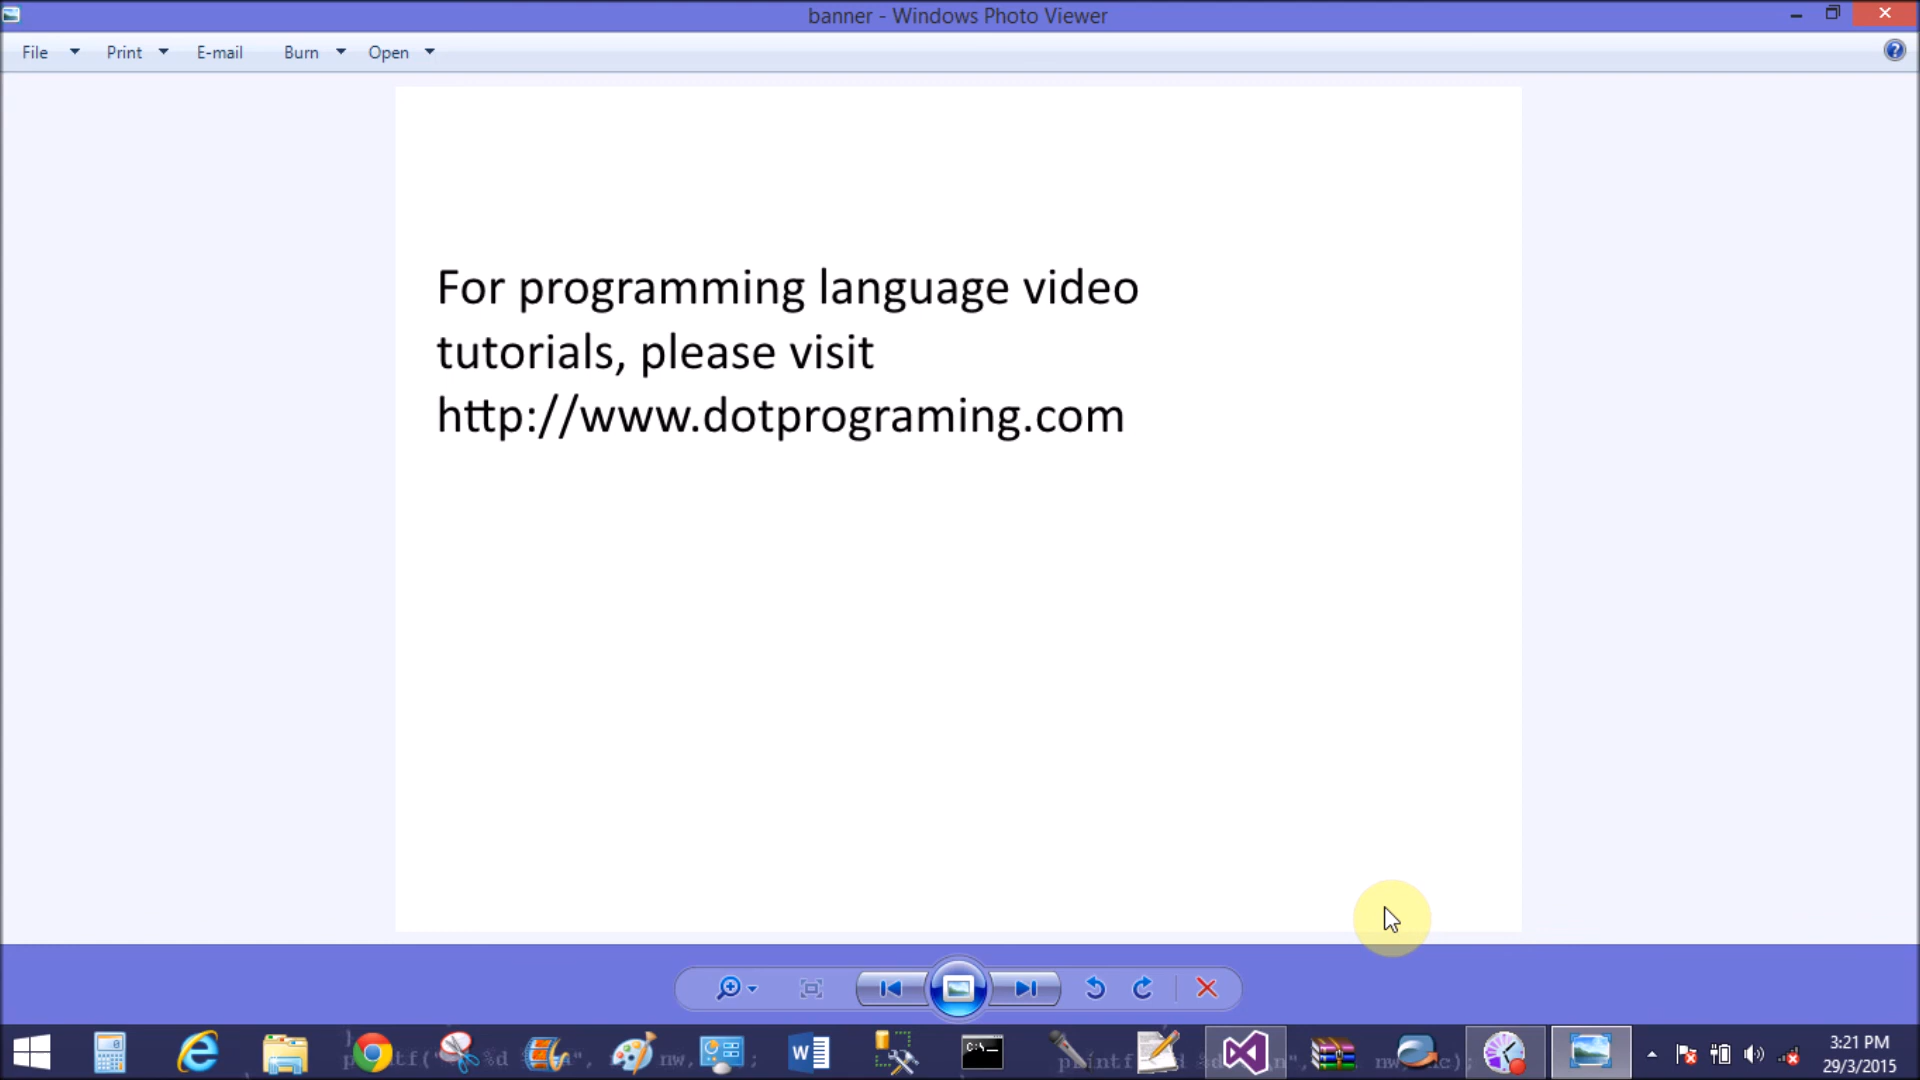 banner - Windows Photo Viewer
File Print E-mail Burn Open
For programming language video
tutorials, please visit
http://www.dotprograming.com
3:21 PM
29/3/2015